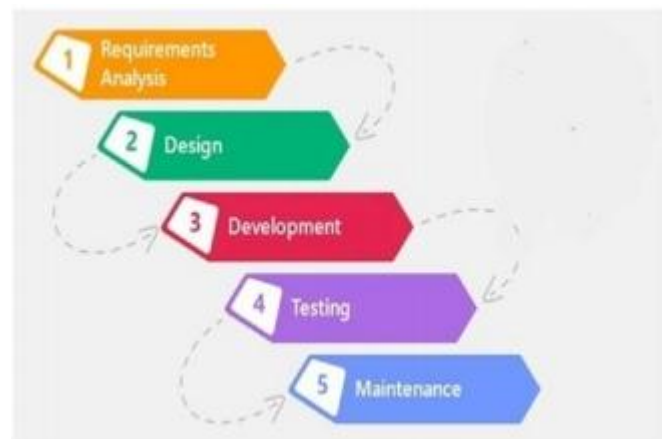 1 Requirements
Analysis
2 Design
3 Development
4 Testing
5 Maintenance